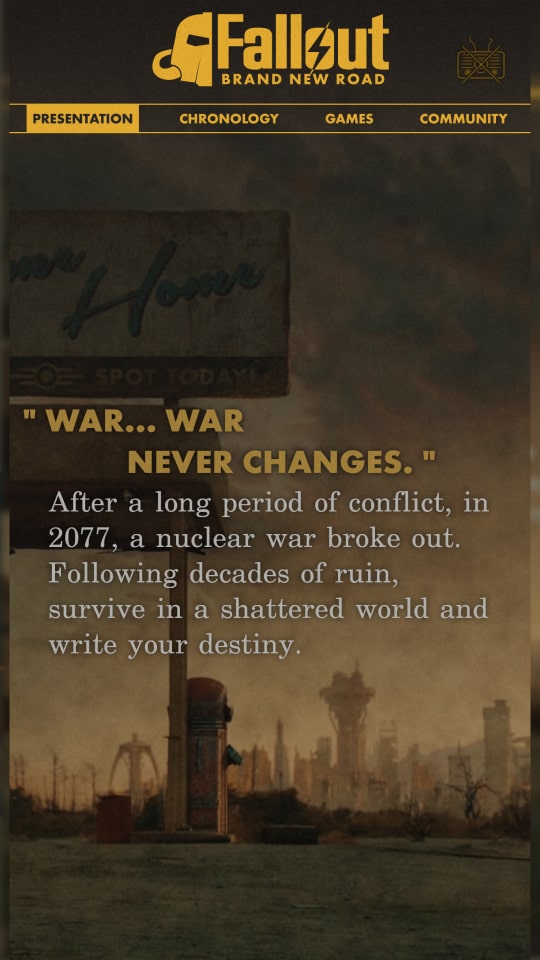 Fallout
BRAND NEW ROAD
PRESENTATION
CHRONOLOGY
GAMES
COMMUNITY
Home
SPOT TODAY!
" WAR... WAR
NEVER CHANGES. "
After a long period of conflict, in
2077, a nuclear war broke out.
Following decades of ruin,
survive in a shattered world and
write your destiny.